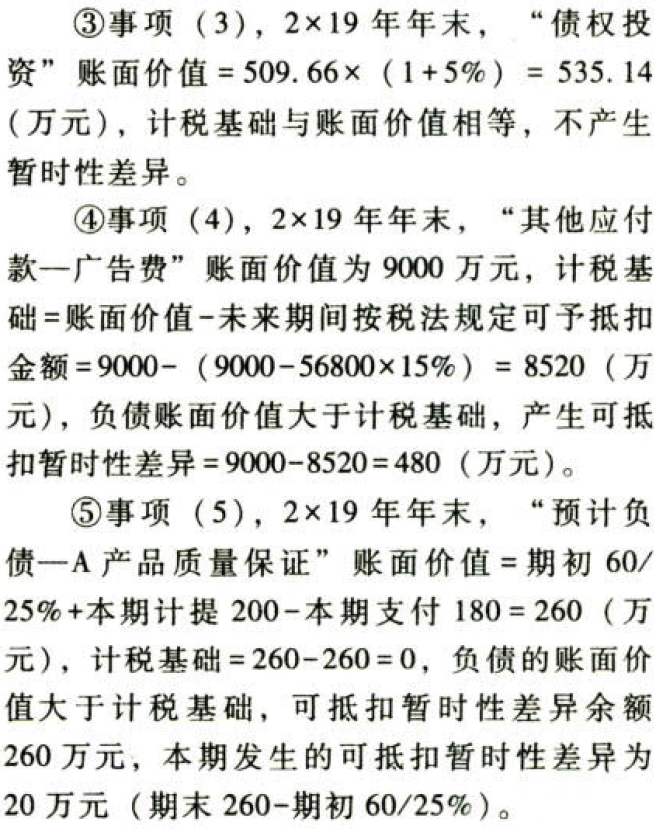 ③事项（3），2×19 年年末，“债权投
资”账面价值=509.66×（1+5%）=535.14
（万元），计税基础与账面价值相等，不产生
暂时性差异。
④事项（4），2×19 年年末，“其他应付
款—广告费”账面价值为 9000 万元，计税基
础=账面价值-未来期间按税法规定可予抵扣
金额=9000-（9000-56800×15%）=8520（万
元），负债账面价值大于计税基础，产生可抵
扣暂时性差异=9000-8520=480（万元）。
⑤事项（5），2×19 年年末，“预计负
债—A 产品质量保证”账面价值=期初 60/
25%+本期计提 200-本期支付 180=260（万
元），计税基础=260-260=0，负债的账面价
值大于计税基础，可抵扣暂时性差异余额
260 万元，本期发生的可抵扣暂时性差异为
20 万元（期末 260-期初 60/25%）。